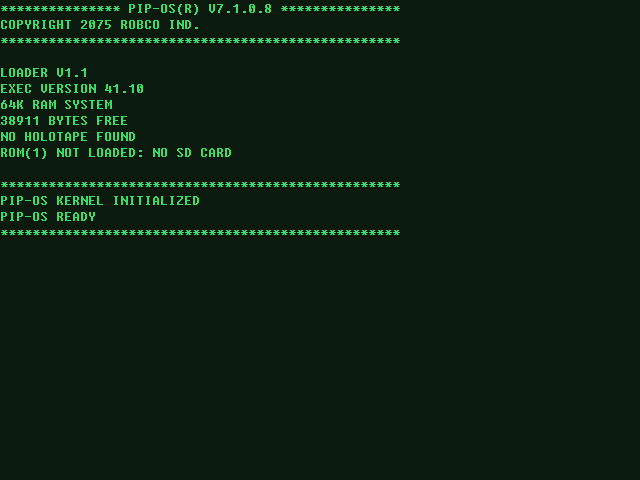 *************** PIP-OS(R) V7.1.0.8 ***************
COPYRIGHT 2075 ROBCO IND.
**************************************************
LOADER V1.1
EXEC VERSION 41.10
64K RAM SYSTEM
38911 BYTES FREE
NO HOLOTAPE FOUND
ROM(1) NOT LOADED: NO SD CARD
**************************************************
PIP-OS KERNEL INITIALIZED
PIP-OS READY
**************************************************